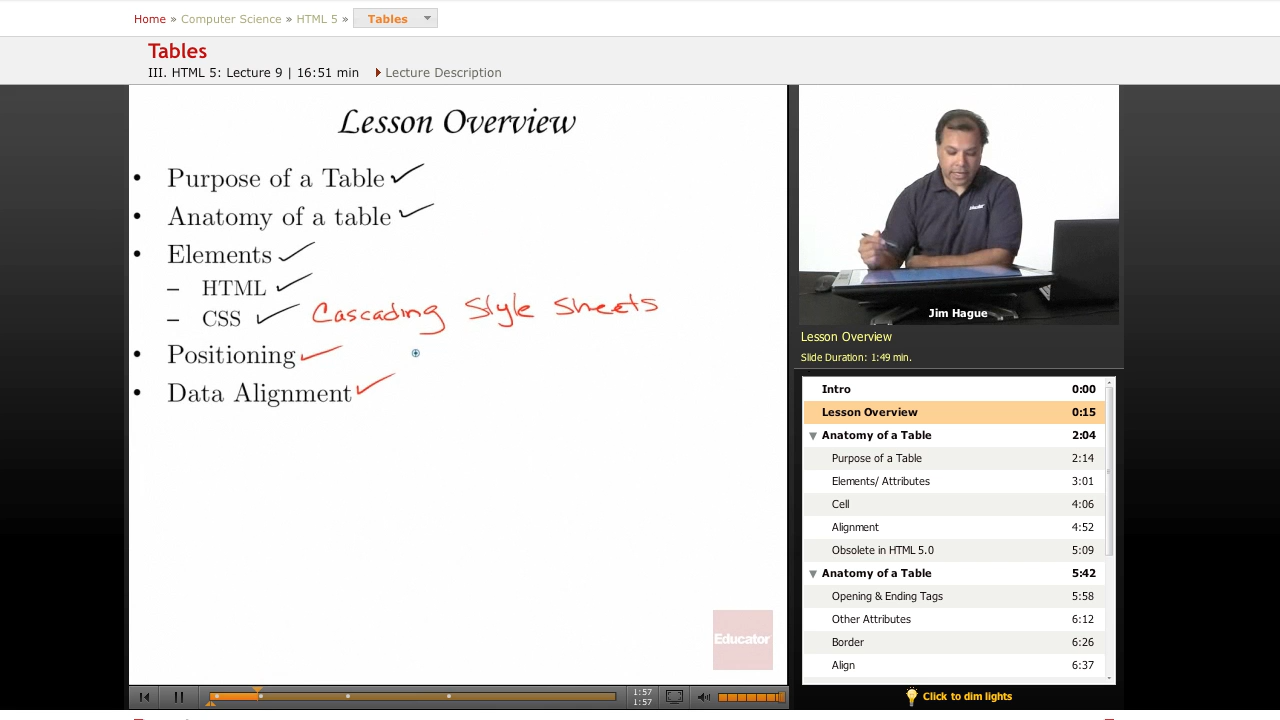 Home » Computer Science » HTML 5 » Tables
Tables
III. HTML 5: Lecture 9 | 16:51 min Lecture Description
Lesson Overview
• Purpose of a Table
• Anatomy of a table
• Elements
– HTML
– CSS Cascading Style Sheets
• Positioning
• Data Alignment
Educator
1:57
1:57
Educator
Jim Hague
Lesson Overview
Slide Duration: 1:49 min.
Intro 0:00
Lesson Overview 0:15
Anatomy of a Table 2:04
Purpose of a Table 2:14
Elements/ Attributes 3:01
Cell 4:06
Alignment 4:52
Obsolete in HTML 5.0 5:09
Anatomy of a Table 5:42
Opening & Ending Tags 5:58
Other Attributes 6:12
Border 6:26
Align 6:37
Click to dim lights